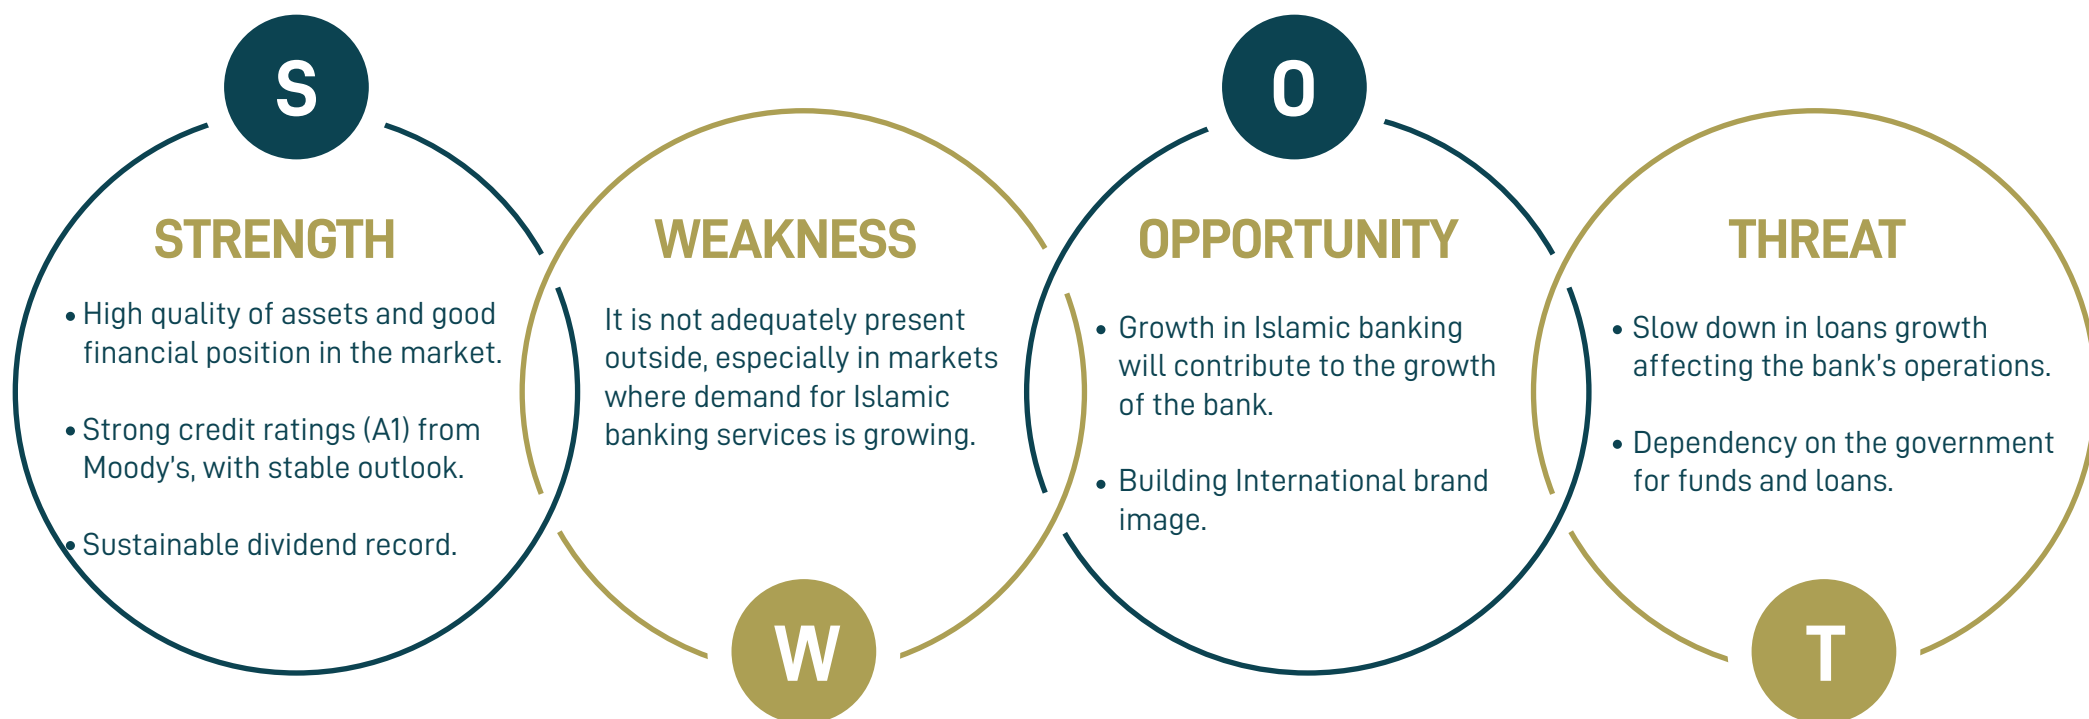 S
STRENGTH
• High quality of assets and good
financial position in the market.
• Strong credit ratings (A1) from
Moody's, with stable outlook.
• Sustainable dividend record.
WEAKNESS
It is not adequately present
outside, especially in markets
where demand for Islamic
banking services is growing.
W
O
OPPORTUNITY
• Growth in Islamic banking
will contribute to the growth
of the bank.
• Building International brand
image.
THREAT
• Slow down in loans growth
affecting the bank's operations.
• Dependency on the government
for funds and loans.
T